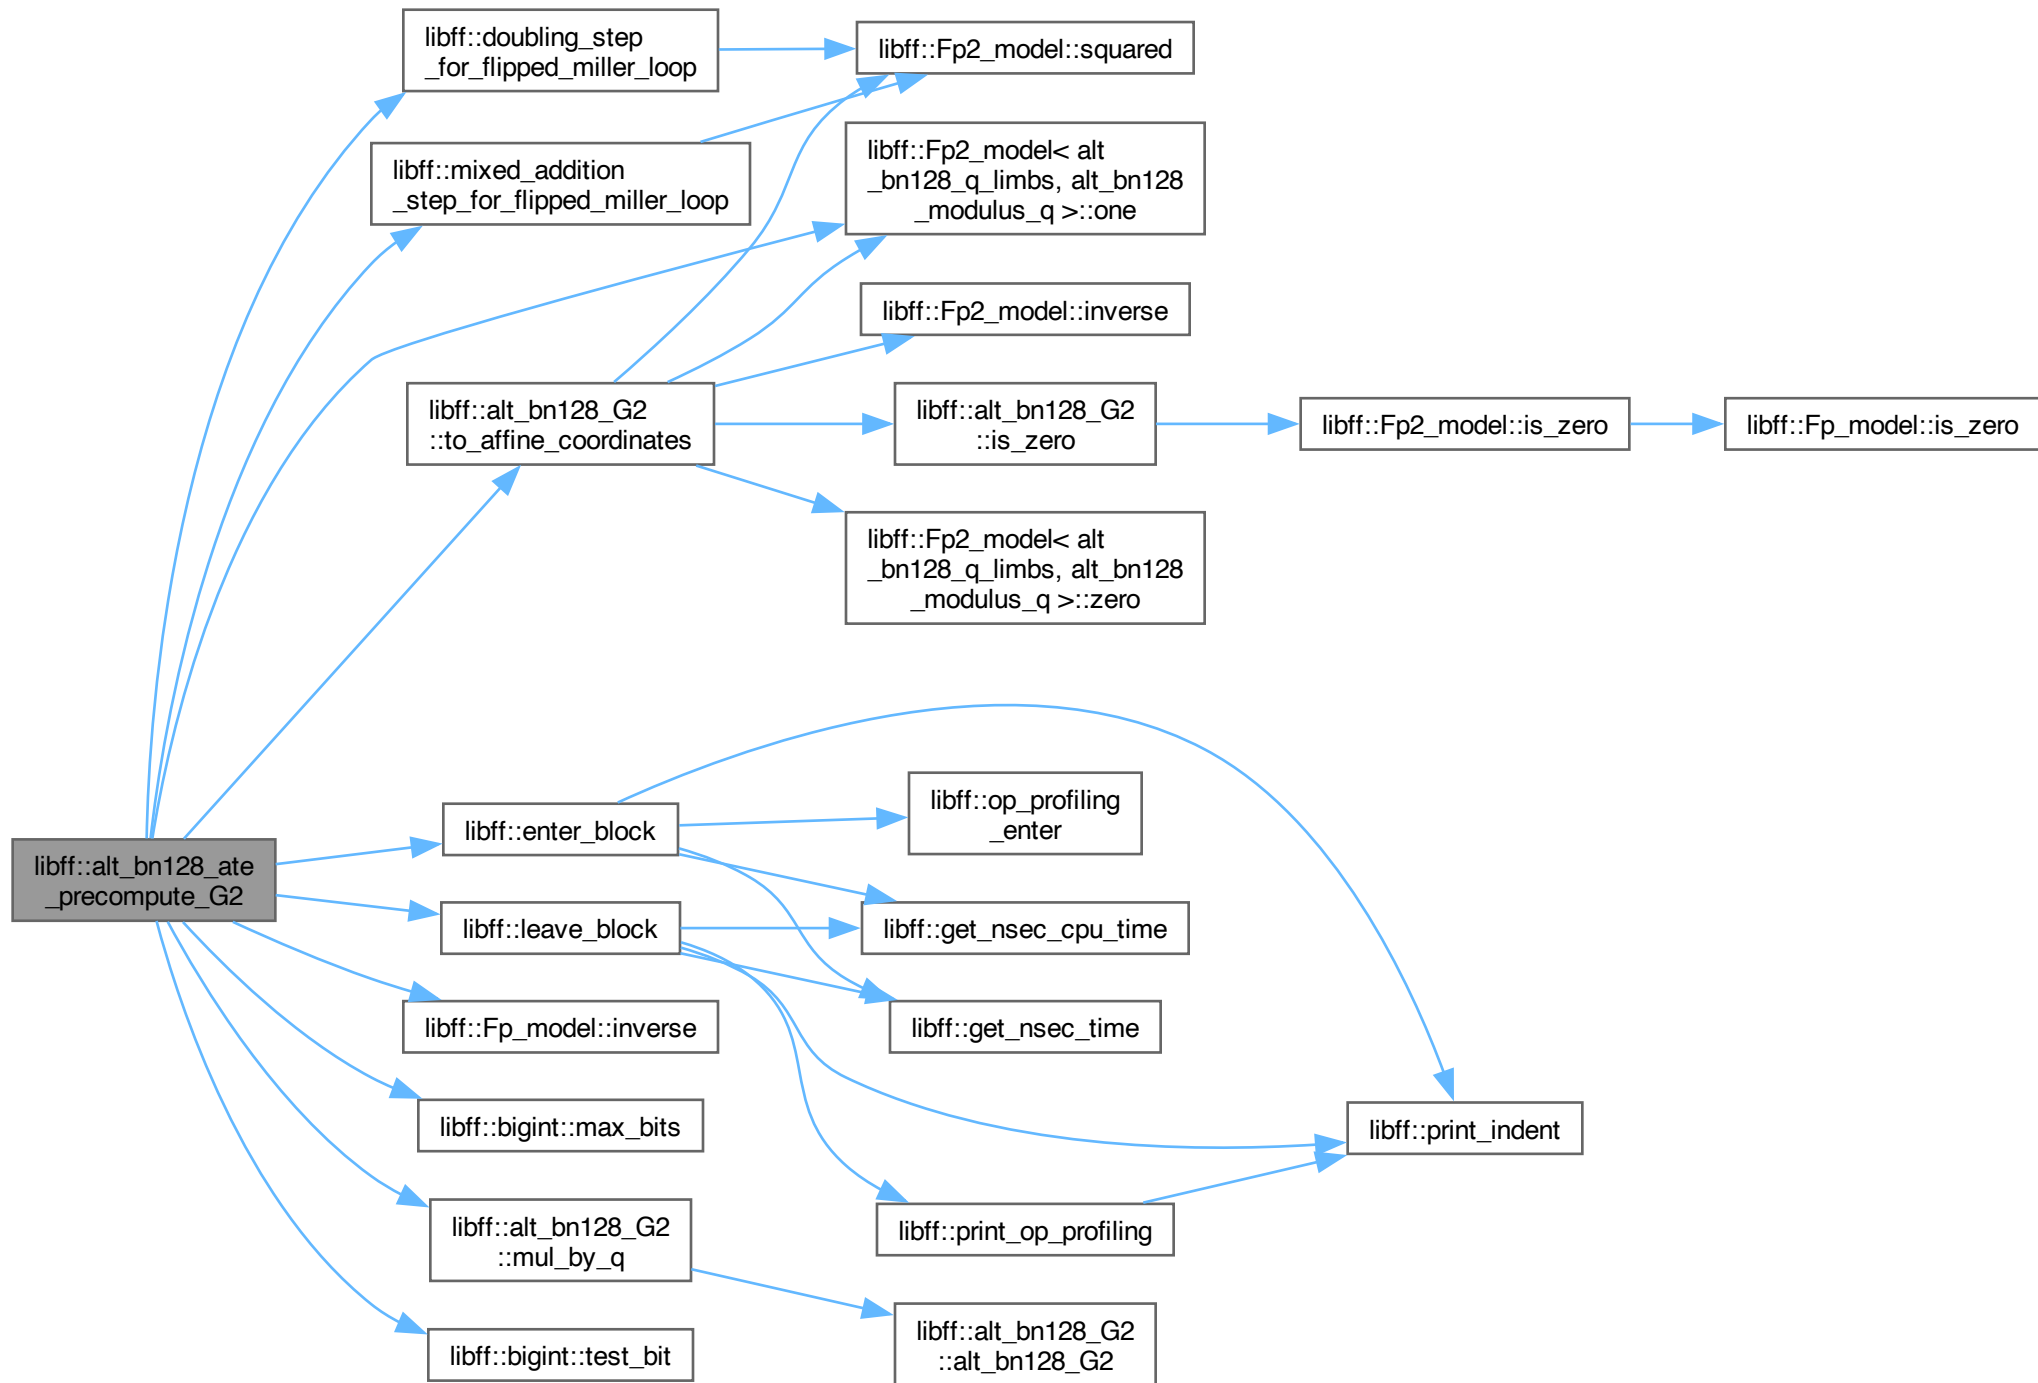 libff::doubling_step
_for_flipped_miller_loop
libff::Fp2_model::squared
libff::mixed_addition
_step_for_flipped_miller_loop
libff::Fp2_model< alt
_bn128_q_limbs, alt_bn128
_modulus_q >::one
libff::Fp2_model::inverse
libff::alt_bn128_G2
::to_affine_coordinates
libff::alt_bn128_G2
::is_zero
libff::Fp2_model::is_zero
libff::Fp_model::is_zero
libff::Fp2_model< alt
_bn128_q_limbs, alt_bn128
_modulus_q >::zero
libff::alt_bn128_ate
_precompute_G2
libff::enter_block
libff::op_profiling
_enter
libff::leave_block
libff::get_nsec_cpu_time
libff::Fp_model::inverse
libff::get_nsec_time
libff::bigint::max_bits
libff::print_indent
libff::alt_bn128_G2
::mul_by_q
libff::print_op_profiling
libff::bigint::test_bit
libff::alt_bn128_G2
::alt_bn128_G2